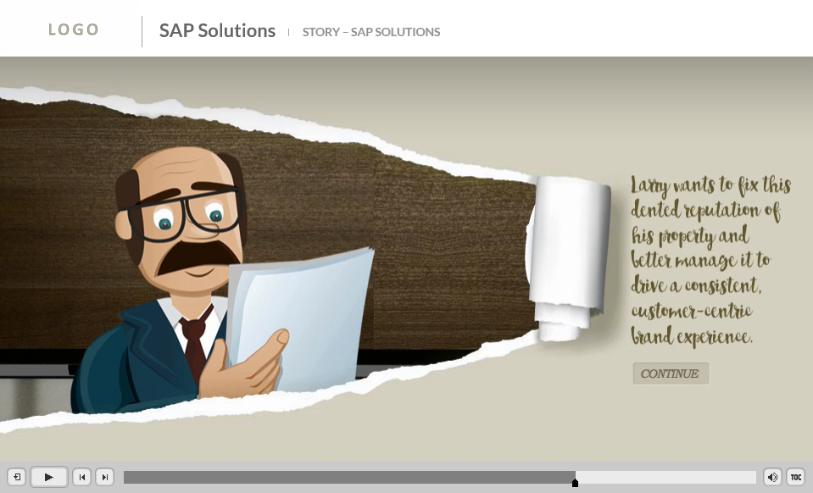 LOGO
SAP Solutions
STORY – SAP SOLUTIONS
Larry wants to fix this
dented reputation of
his property and
better manage it to
drive a consistent,
customer-centric
brand experience.
CONTINUE
TOC